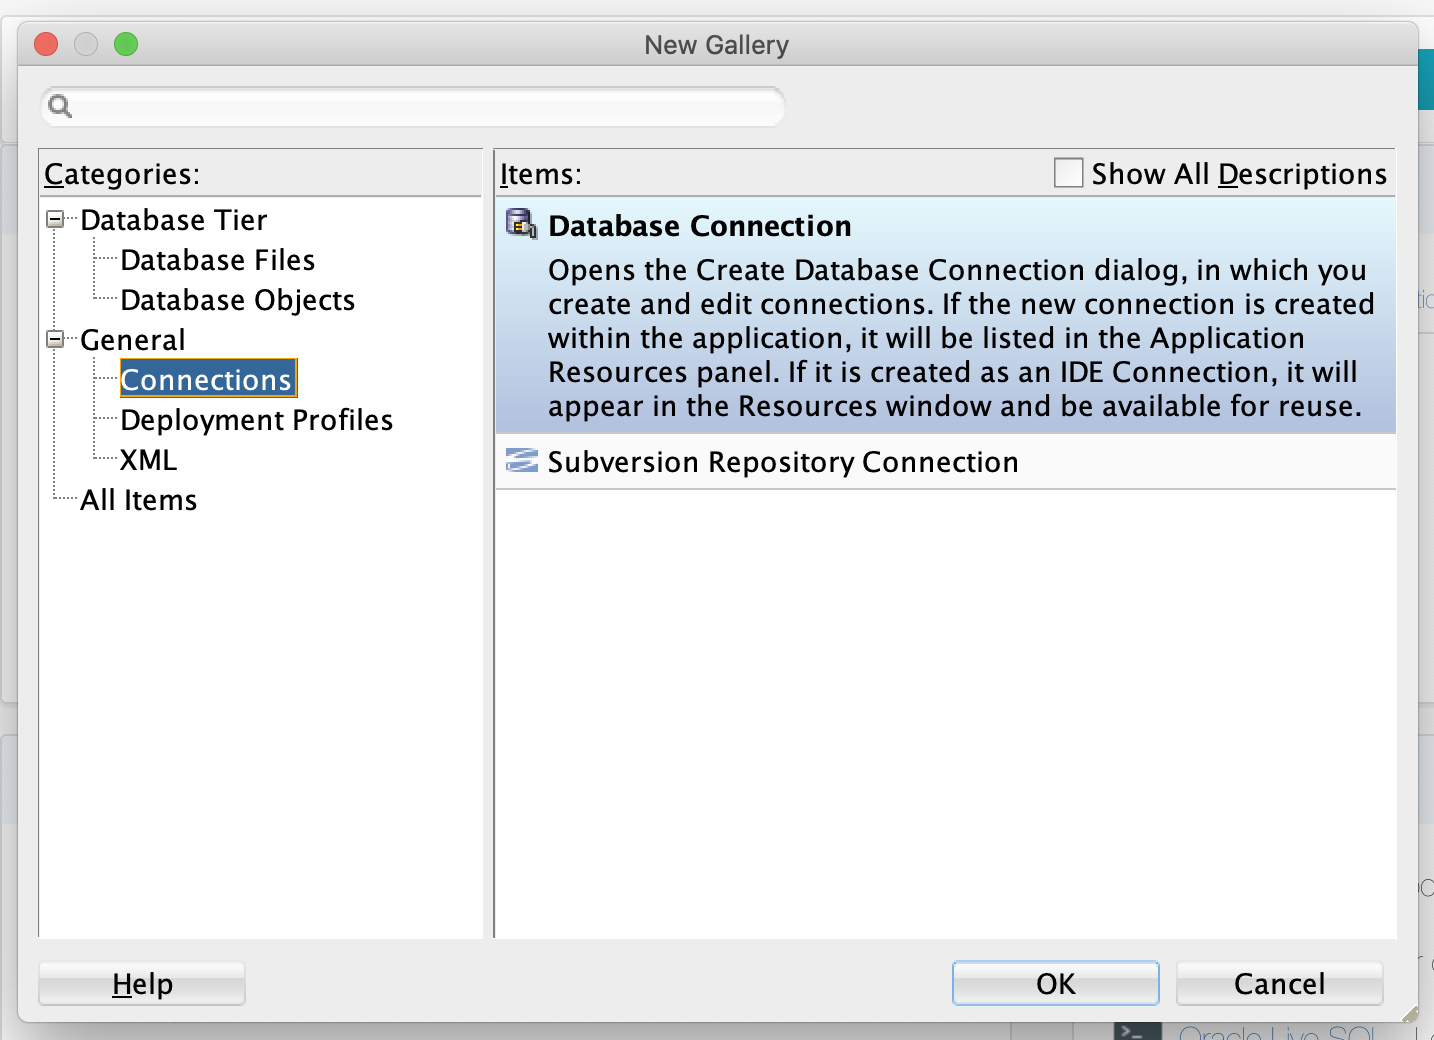 New Gallery
Categories:
Database Tier
Database Files
Database Objects
General
Connections
Deployment Profiles
XML
All Items
Items:
Show All Descriptions
Database Connection
Opens the Create Database Connection dialog, in which you
create and edit connections. If the new connection is created
within the application, it will be listed in the Application
Resources panel. If it is created as an IDE Connection, it will
appear in the Resources window and be available for reuse.
Subversion Repository Connection
Help
OK
Cancel
Oracle Live SQL